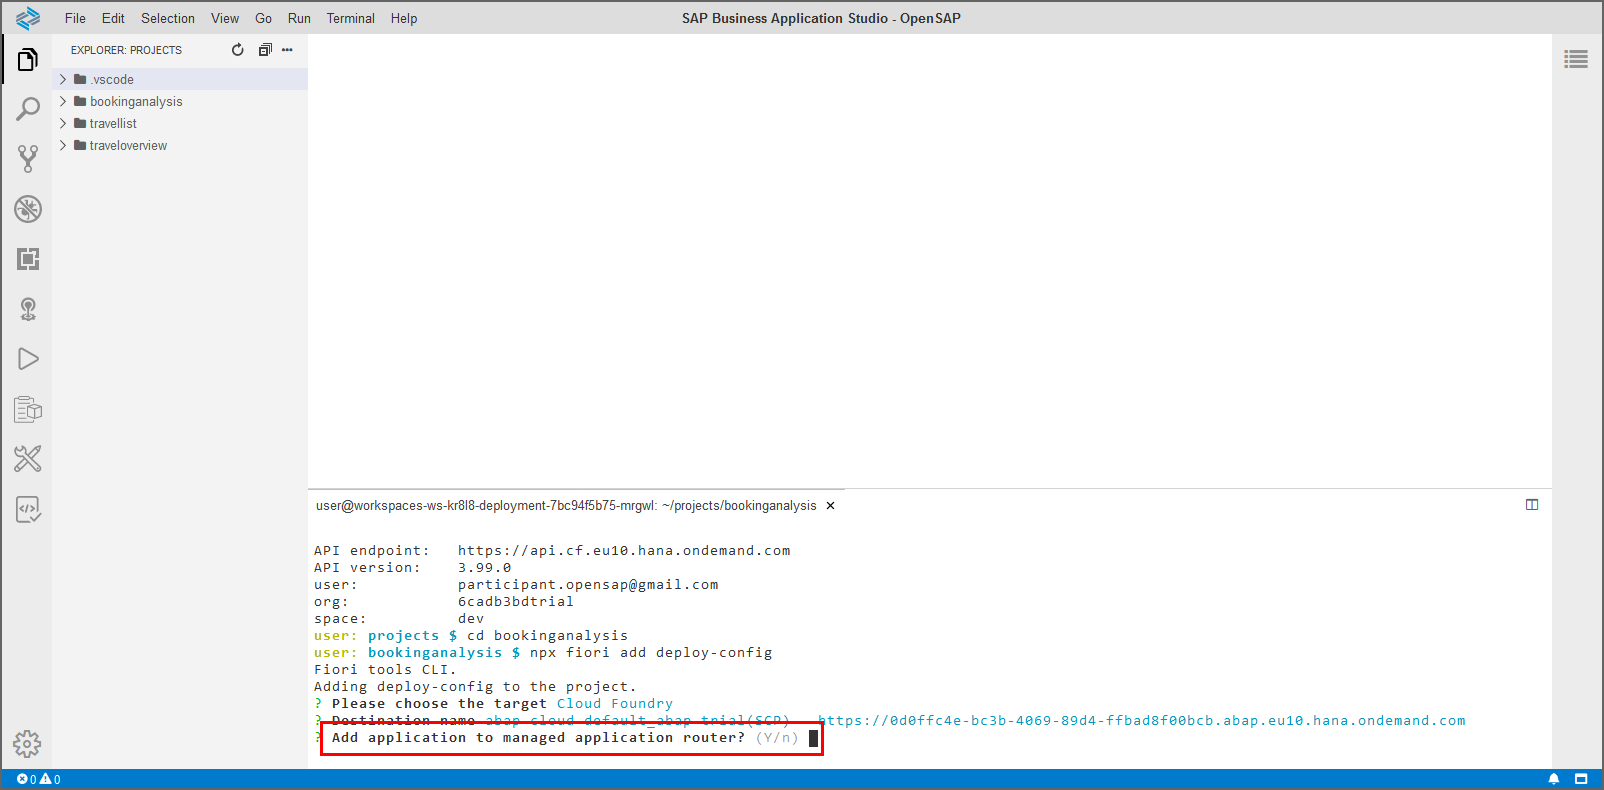 File Edit Selection View Go Run Terminal Help
SAP Business Application Studio - OpenSAP
EXPLORER: PROJECTS
.vscode
bookinganalysis
travellist
traveloverview
user@workspaces-ws-kr8l8-deployment-7bc94f5b75-mrgwl: ~/projects/bookinganalysis ×
API endpoint: https://api.cf.eu10.hana.ondemand.com
API version: 3.99.0
user: participant.opensap@gmail.com
org: 6cadb3bdtrial
space: dev
user: projects $ cd bookinganalysis
user: bookinganalysis $ npx fiori add deploy-config
Fiori tools CLI.
Adding deploy-config to the project.
? Please choose the target Cloud Foundry
? Destination name abap-cloud-default_abap-trial(SCP) - https://0d0ffc4e-bc3b-4069-89d4-ffbad8f00bcb.abap.eu10.hana.ondemand.com
? Add application to managed application router? (Y/n)
0 0